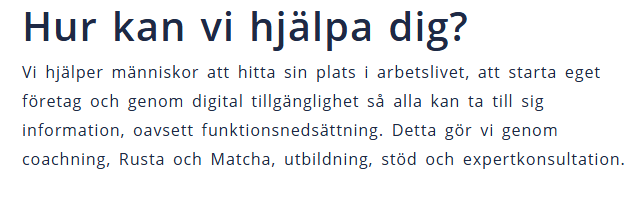 Hur kan vi hjälpa dig?
Vi hjälper människor att hitta sin plats i arbetslivet, att starta eget
företag och genom digital tillgänglighet så alla kan ta till sig
information, oavsett funktionsnedsättning. Detta gör vi genom
coachning, Rusta och Matcha, utbildning, stöd och expertkonsultation.